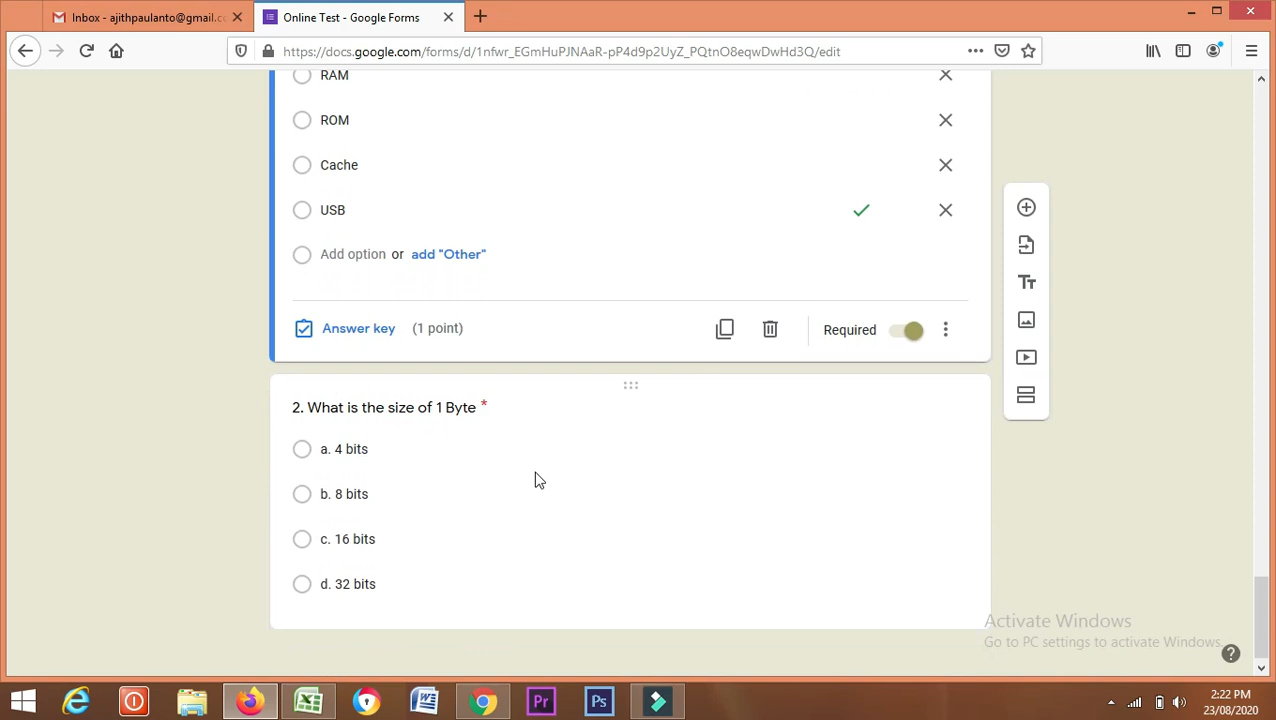 Inbox - ajithpaulanto@gmail.c
Online Test - Google Forms
https://docs.google.com/forms/d/1nfwr_EGmHuPJNAaR-pP4d9p2UyZ_PQtnO8eqwDwHd3Q/edit
RAM
ROM
Cache
USB
Add option or add "Other"
Answer key (1 point)
Required
2. What is the size of 1 Byte *
a. 4 bits
b. 8 bits
c. 16 bits
d. 32 bits
Activate Windows
Go to PC settings to activate Windows.
Pr
Ps
2:22 PM
23/08/2020